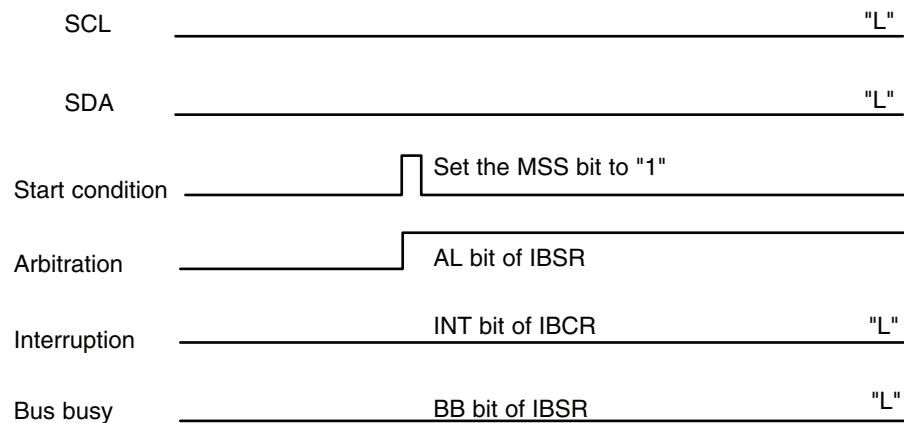 SCL "L"
SDA "L"
Set the MSS bit to "1"
Start condition
Arbitration AL bit of IBSR
Interruption INT bit of IBCR "L"
Bus busy BB bit of IBSR "L"